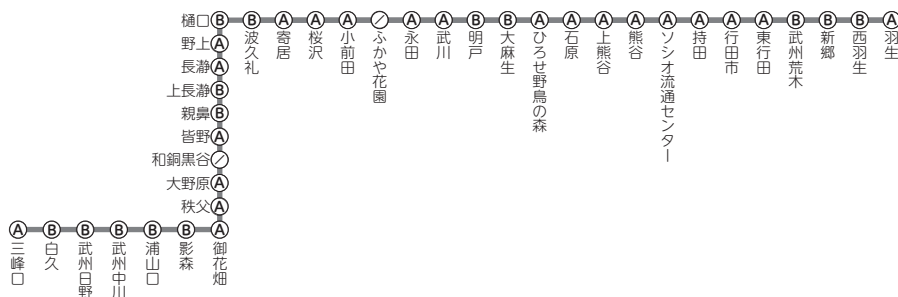 樋口 B B A A A / A A B B A A A A A A A A B B B A
波久礼
寄居
桜沢
小前田
ふかや花園
永田
武川
明戸
大麻生
ひろせ野鳥の森
石原
上熊谷
熊谷
ソシオ流通センター
持田
行田市
東行田
武州荒木
新郷
西羽生
羽生
野上 A
長瀞 A
上長瀞 B
親鼻 B
皆野 A
和銅黒谷 /
大野原 A
秩父 A
A B B B B B A
三峰口
白久
武州日野
武州中川
浦山口
影森
御花畑